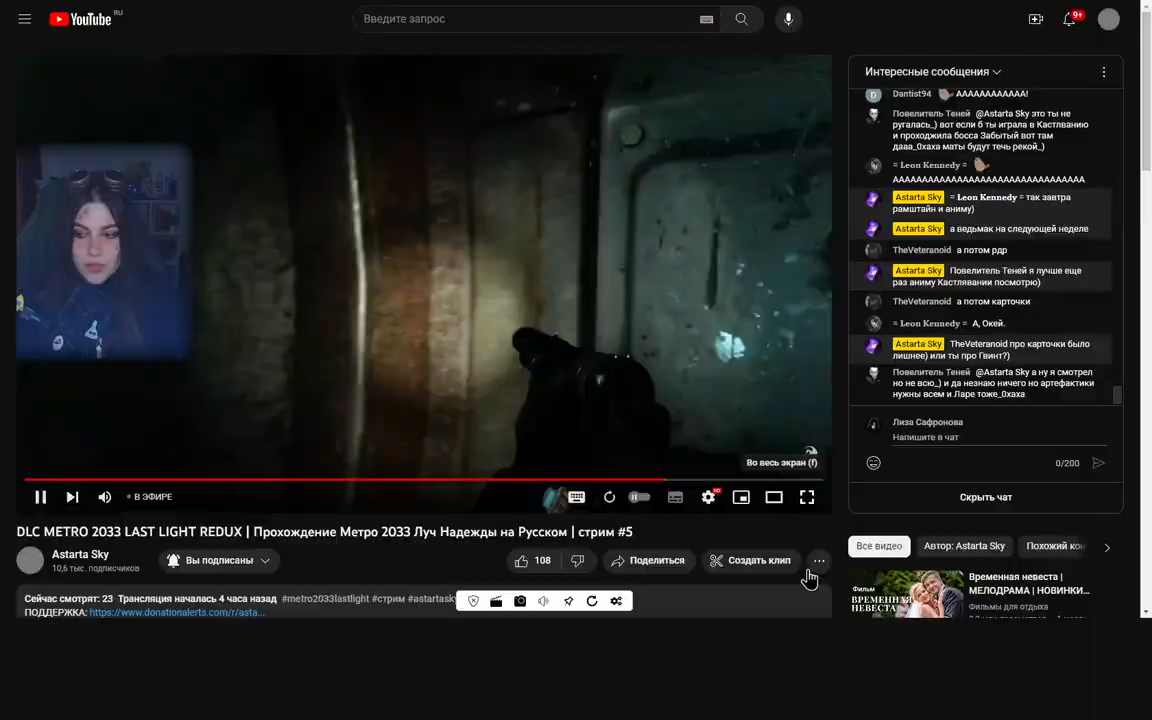 YouTube RU
Введите запрос
9+
Интересные сообщения
D
Dantist94 АААААААААААА!
Повелитель Теней @Astarta Sky это ты не
ругалась_) вот если б ты играла в Кастлванию
и проходила босса Забытый вот там
дааа_0хаха маты будут течь рекой_)
= Leon Kennedy =
Astarta Sky = Leon Kennedy = так завтра
рамштайн и аниму)
Astarta Sky а ведьмак на следующей неделе
TheVeteranoid а потом рдр
Astarta Sky Повелитель Теней я лучше еще
раз аниму Кастлявании посмотрю)
TheVeteranoid а потом карточки
= Leon Kennedy = А, Окей.
Astarta Sky TheVeteranoid про карточки было
лишнее) или ты про Гвинт?)
Повелитель Теней @Astarta Sky а ну я смотрел
но не всю_) и да незнаю ничего но артефактики
нужны всем и Ларе тоже_0хаха
Лиза Сафронова
Напишите в чат
0/200
Скрыть чат
Во весь экран (f)
В ЭФИРЕ
HD
DLC METRO 2033 LAST LIGHT REDUX | Прохождение Метро 2033 Луч Надежды на Русском | стрим #5
Astarta Sky
10,6 тыс. подписчиков
Вы подписаны
108
Поделиться
Создать клип
Сейчас смотрят: 23 Трансляция началась 4 часа назад #metro2033lastlight #стрим #astartasky
ПОДДЕРЖКА: https://www.donationalerts.com/r/asta...
Все видео
Автор: Astarta Sky
Похожий кон
Фильм
ВРЕМЕННАЯ
НЕВЕСТА
Временная невеста |
МЕЛОДРАМА | НОВИНКИ...
Фильмы для отдыха